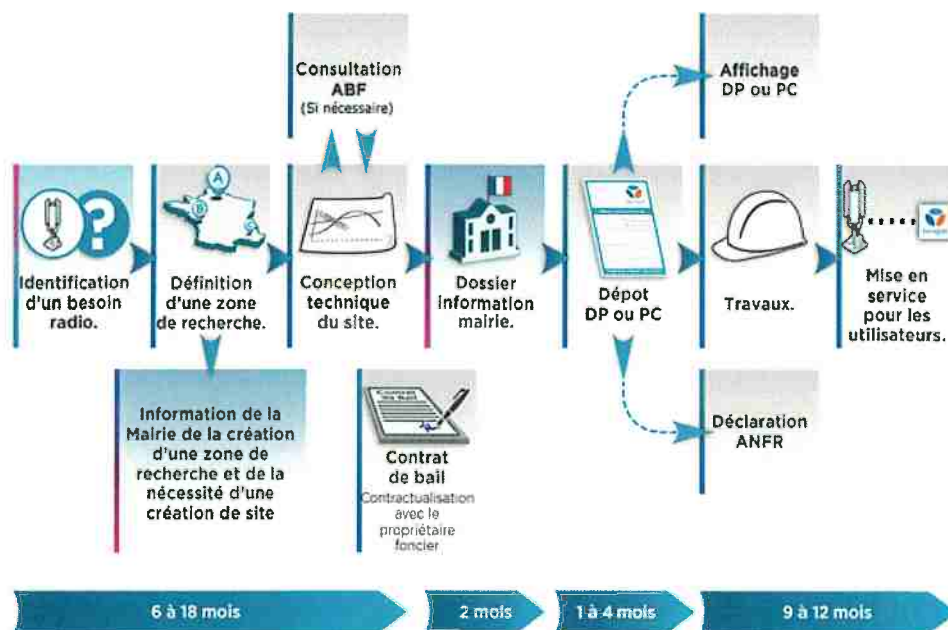 Consultation
ABF
(Si nécessaire)
Affichage
DP ou PC
A
B
C
Identification
d'un besoin
radio.
Définition
d'une zone
de recherche.
Conception
technique
du site.
Dossier
information
mairie.
Dépot
DP ou PC
Travaux.
Mise en
service
pour les
utilisateurs.
Information de la
Mairie de la création
d'une zone de
recherche et de la
nécessité d'une
création de site
Contrat
de Bail
Contrat
de bail
Contractualisation
avec le
propriétaire
foncier
Déclaration
ANFR
6 à 18 mois
2 mois
1 à 4 mois
9 à 12 mois